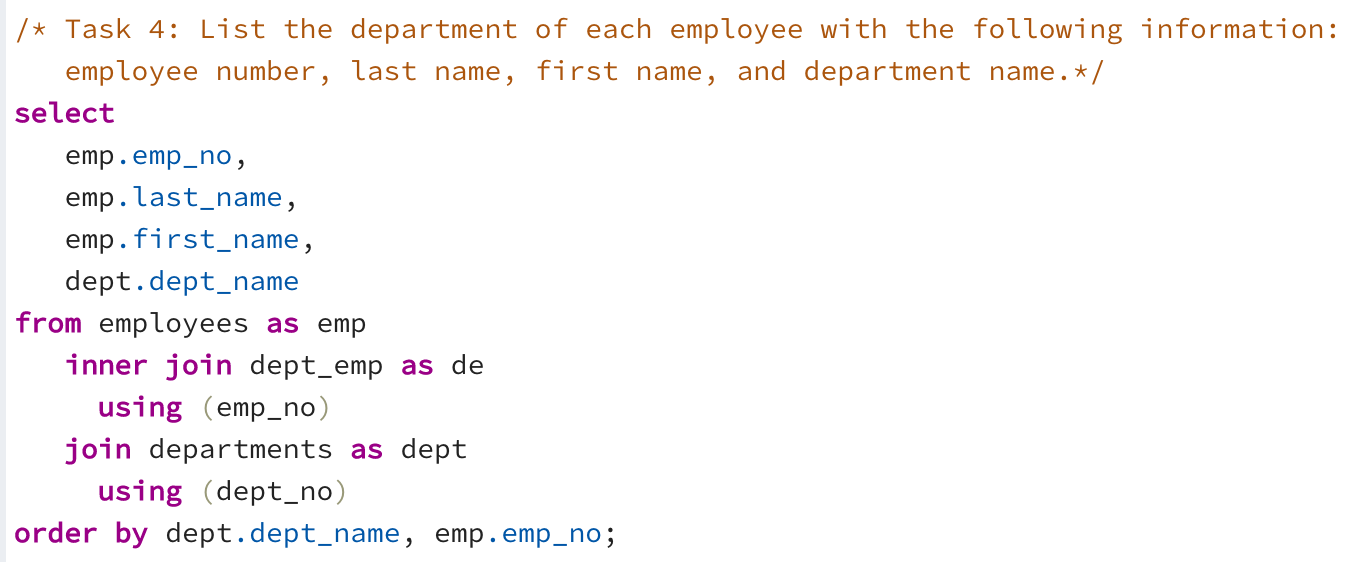 /* Task 4: List the department of each employee with the following information:
   employee number, last name, first name, and department name.*/
select
   emp.emp_no,
   emp.last_name,
   emp.first_name,
   dept.dept_name
from employees as emp
   inner join dept_emp as de
     using (emp_no)
   join departments as dept
     using (dept_no)
order by dept.dept_name, emp.emp_no;